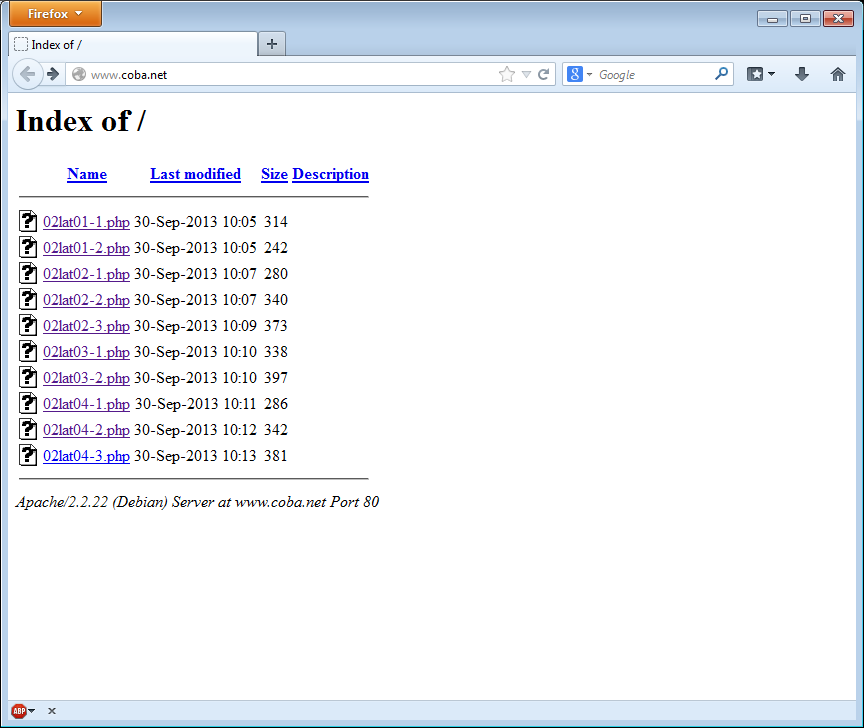 Firefox
Index of /
www.coba.net
8 Google
Index of /
Name Last modified Size Description
02lat01-1.php 30-Sep-2013 10:05 314
02lat01-2.php 30-Sep-2013 10:05 242
02lat02-1.php 30-Sep-2013 10:07 280
02lat02-2.php 30-Sep-2013 10:07 340
02lat02-3.php 30-Sep-2013 10:09 373
02lat03-1.php 30-Sep-2013 10:10 338
02lat03-2.php 30-Sep-2013 10:10 397
02lat04-1.php 30-Sep-2013 10:11 286
02lat04-2.php 30-Sep-2013 10:12 342
02lat04-3.php 30-Sep-2013 10:13 381
Apache/2.2.22 (Debian) Server at www.coba.net Port 80
ABP